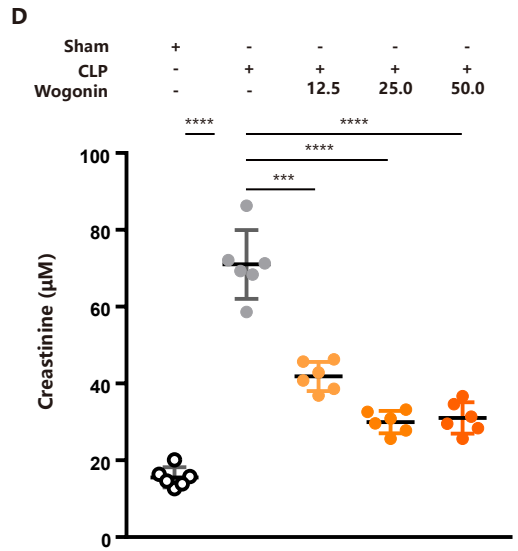 D
Sham + - - - -
CLP - + + + +
Wogonin - - 12.5 25.0 50.0
**** ****
****
***
100
80
60
40
20
0
Creastinine (μM)